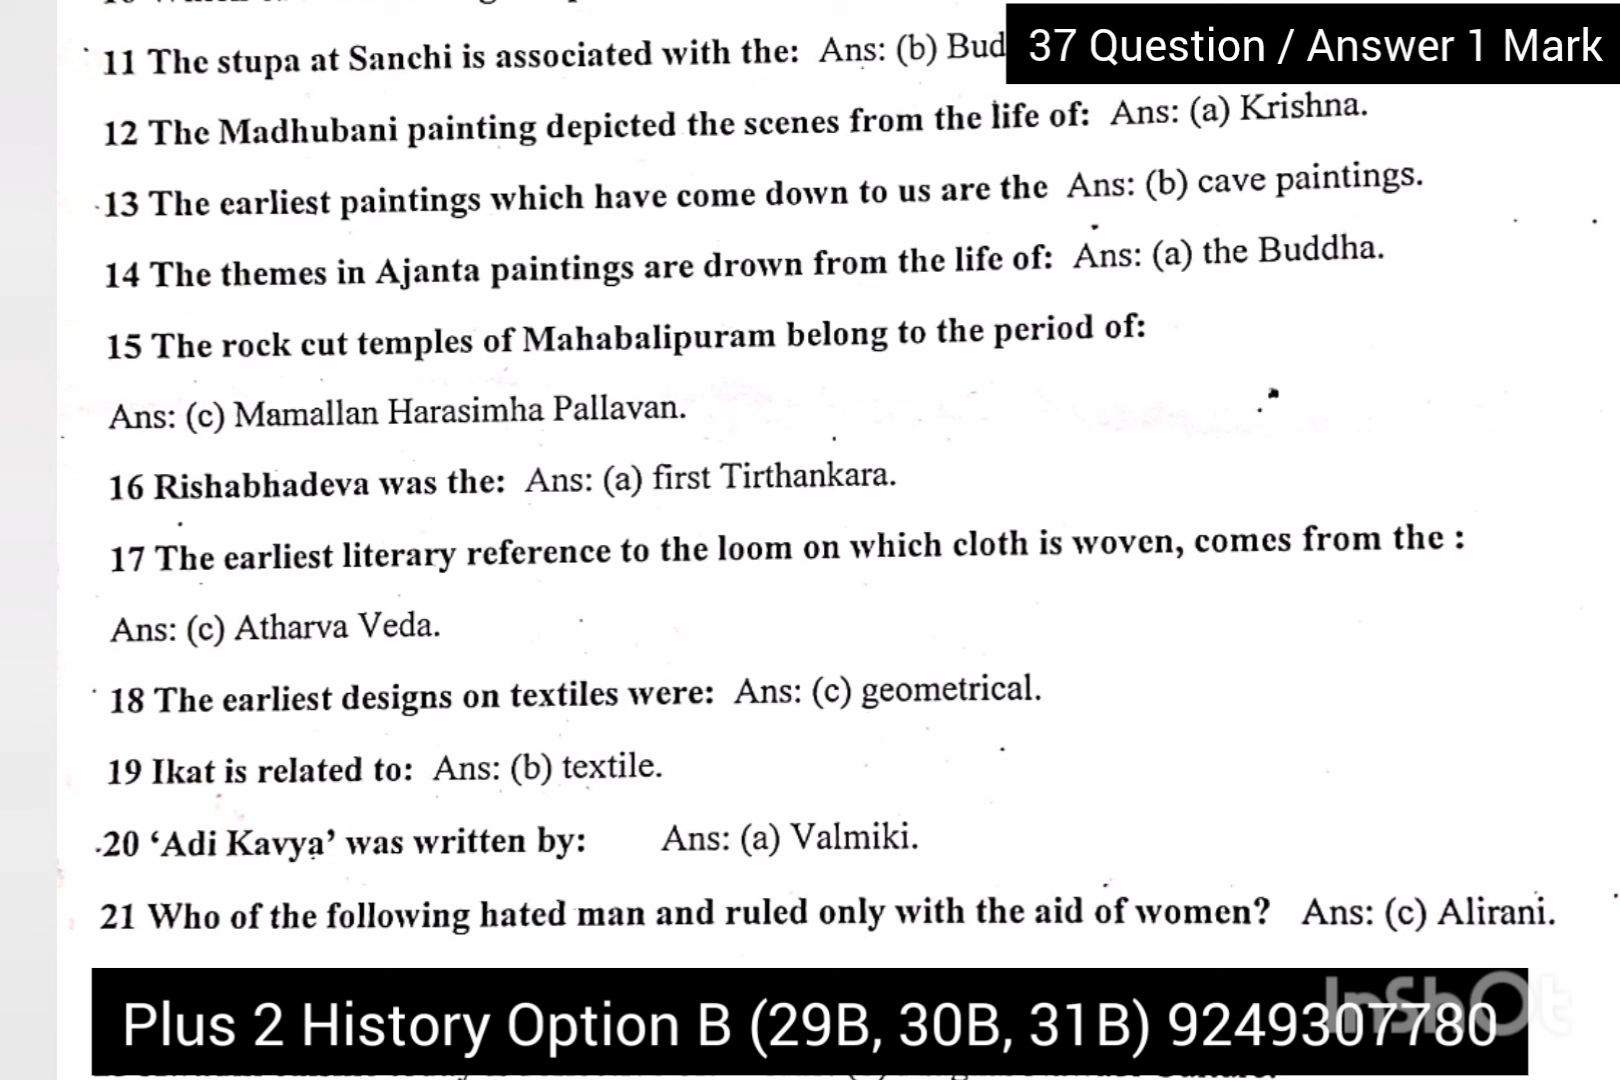 37 Question / Answer 1 Mark
11 The stupa at Sanchi is associated with the: Ans: (b) Bud
12 The Madhubani painting depicted the scenes from the life of: Ans: (a) Krishna.
13 The earliest paintings which have come down to us are the Ans: (b) cave paintings.
14 The themes in Ajanta paintings are drown from the life of: Ans: (a) the Buddha.
15 The rock cut temples of Mahabalipuram belong to the period of:
Ans: (c) Mamallan Harasimha Pallavan.
16 Rishabhadeva was the: Ans: (a) first Tirthankara.
17 The earliest literary reference to the loom on which cloth is woven, comes from the :
Ans: (c) Atharva Veda.
18 The earliest designs on textiles were: Ans: (c) geometrical.
19 Ikat is related to: Ans: (b) textile.
20 ‘Adi Kavya’ was written by: Ans: (a) Valmiki.
21 Who of the following hated man and ruled only with the aid of women? Ans: (c) Alirani.
Plus 2 History Option B (29B, 30B, 31B) 9249307780
InShOt